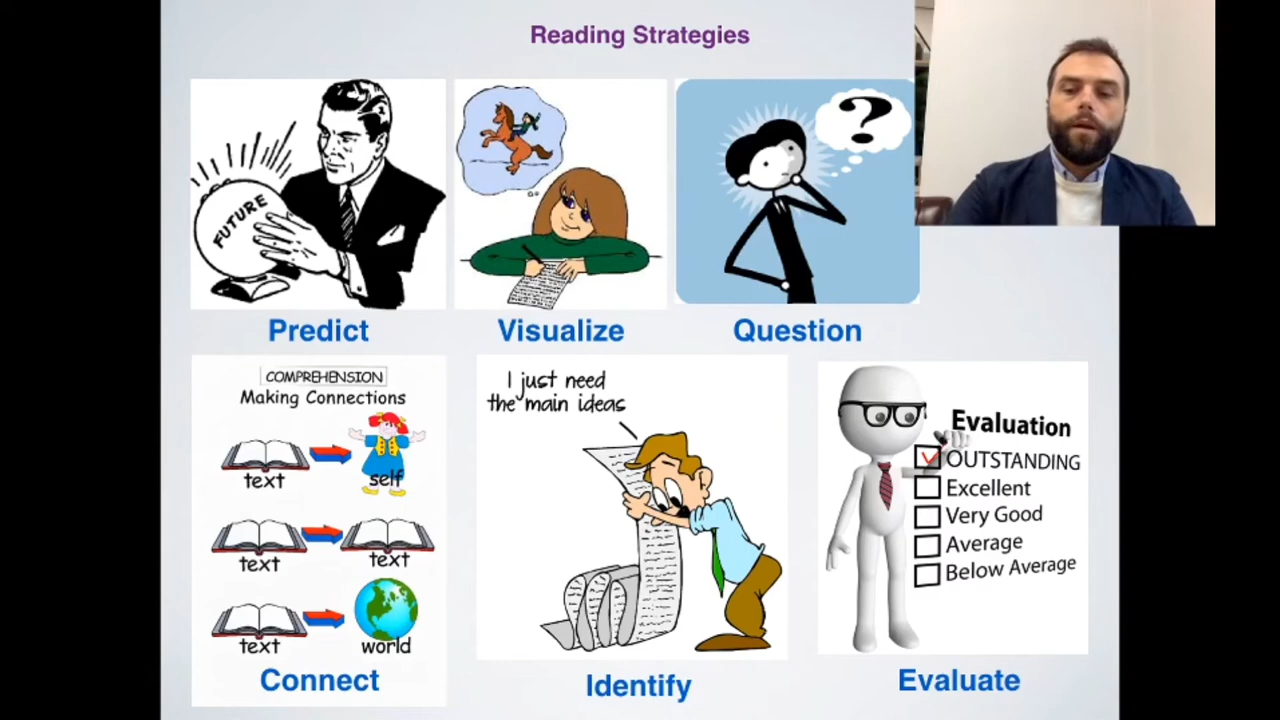 Reading Strategies
FUTURE
?
Predict
Visualize
Question
COMPREHENSION
Making Connections
text
self
text
text
text
world
Connect
I just need
the main ideas
Identify
Evaluation
OUTSTANDING
Excellent
Very Good
Average
Below Average
Evaluate